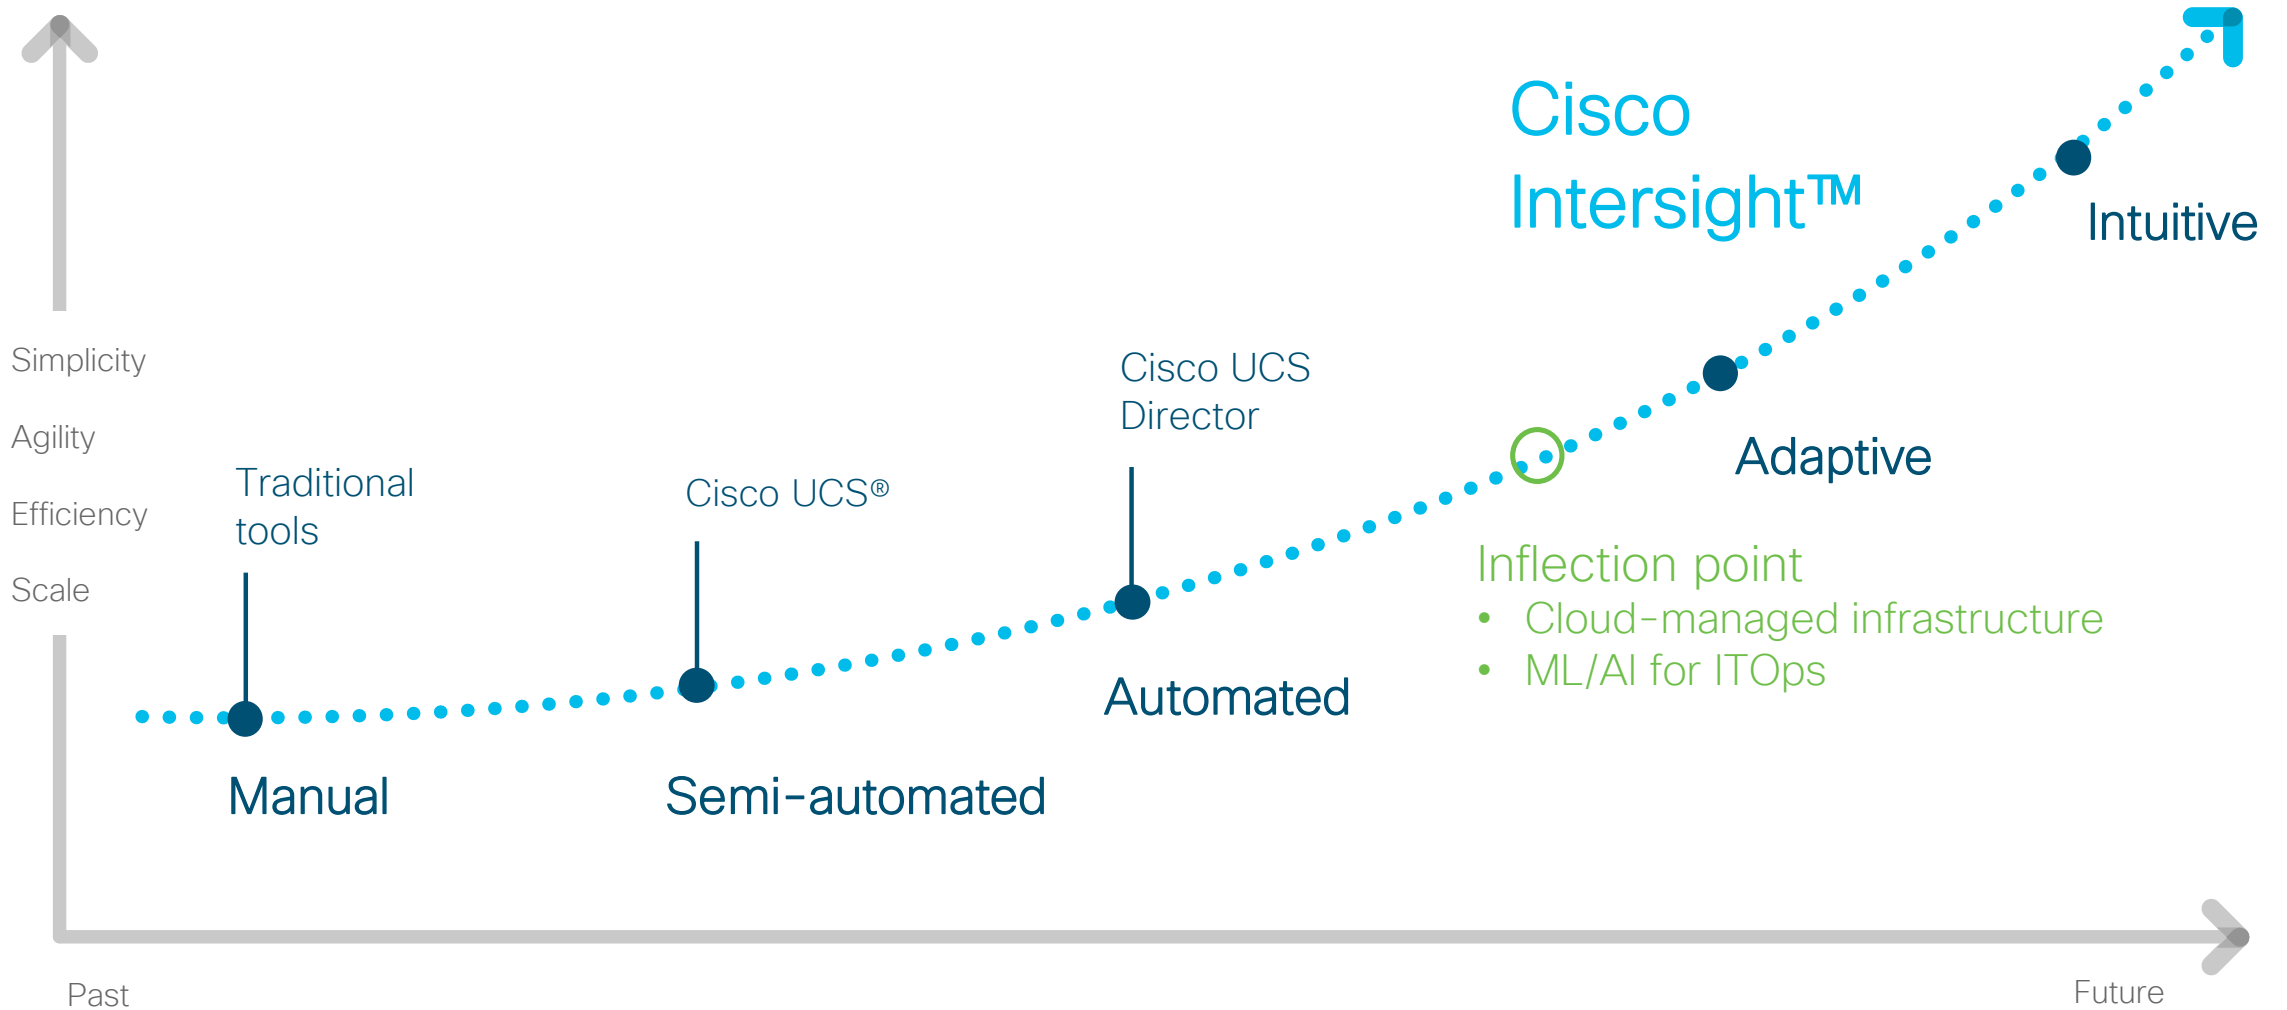 Cisco
Intersight™
Intuitive
Simplicity
Agility
Efficiency
Scale
Traditional
tools
Cisco UCS®
Cisco UCS
Director
Adaptive
Inflection point
• Cloud-managed infrastructure
• ML/AI for ITOps
Automated
Manual
Semi-automated
Past
Future